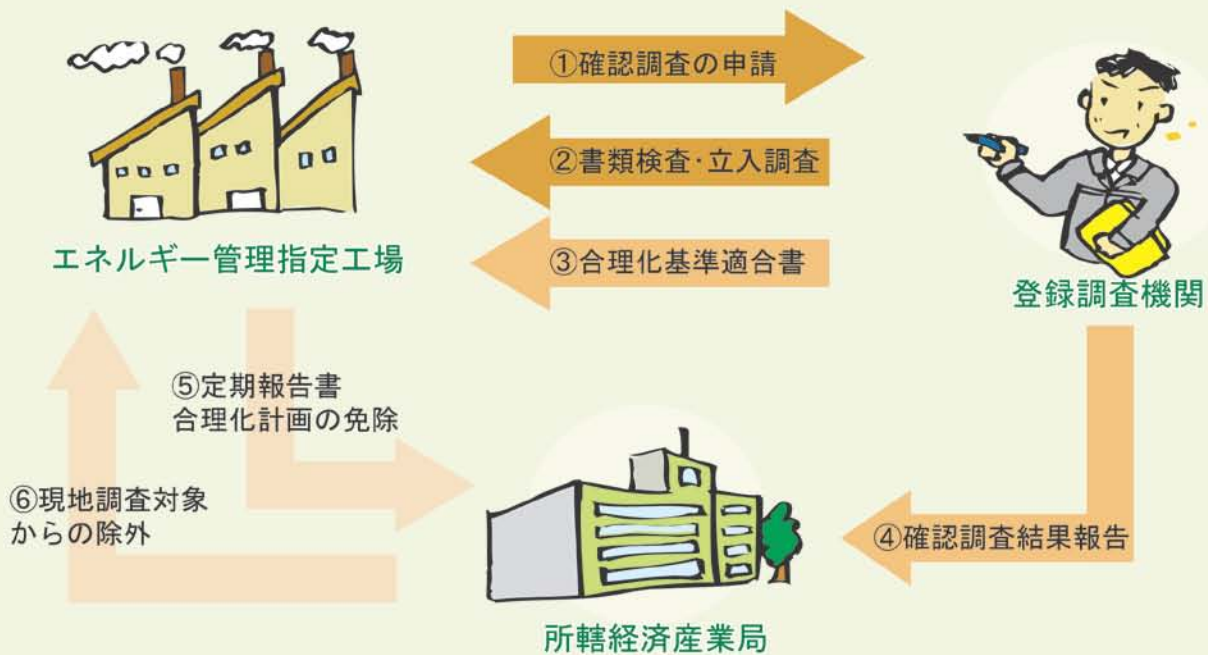 ①確認調査の申請
②書類検査・立入調査
③合理化基準適合書
エネルギー管理指定工場
登録調査機関
⑤定期報告書
合理化計画の免除
⑥現地調査対象
からの除外
④確認調査結果報告
所轄経済産業局